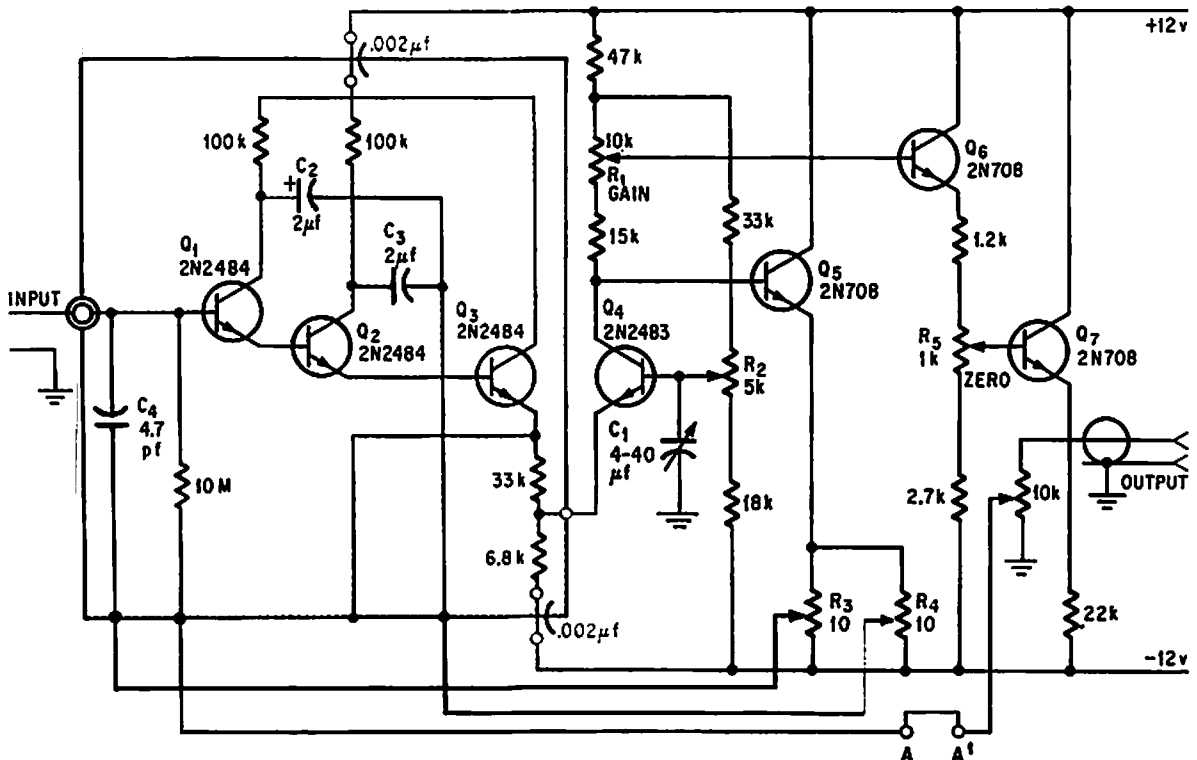 +12v
.002μf
47k
100k
100k
10k
R1
GAIN
Q6
2N708
C2
+
2μf
33k
1.2k
15k
C3
2μf
Q1
2N2484
Q5
2N708
INPUT
Q2
2N2484
Q3
2N2484
Q4
2N2483
R2
5k
R5
1k
ZERO
Q7
2N708
C4
4.7
pf
C1
4-40
μf
10M
33k
18k
2.7k
10k
OUTPUT
6.8k
.002μf
R3
10
R4
10
22k
-12v
A
A'